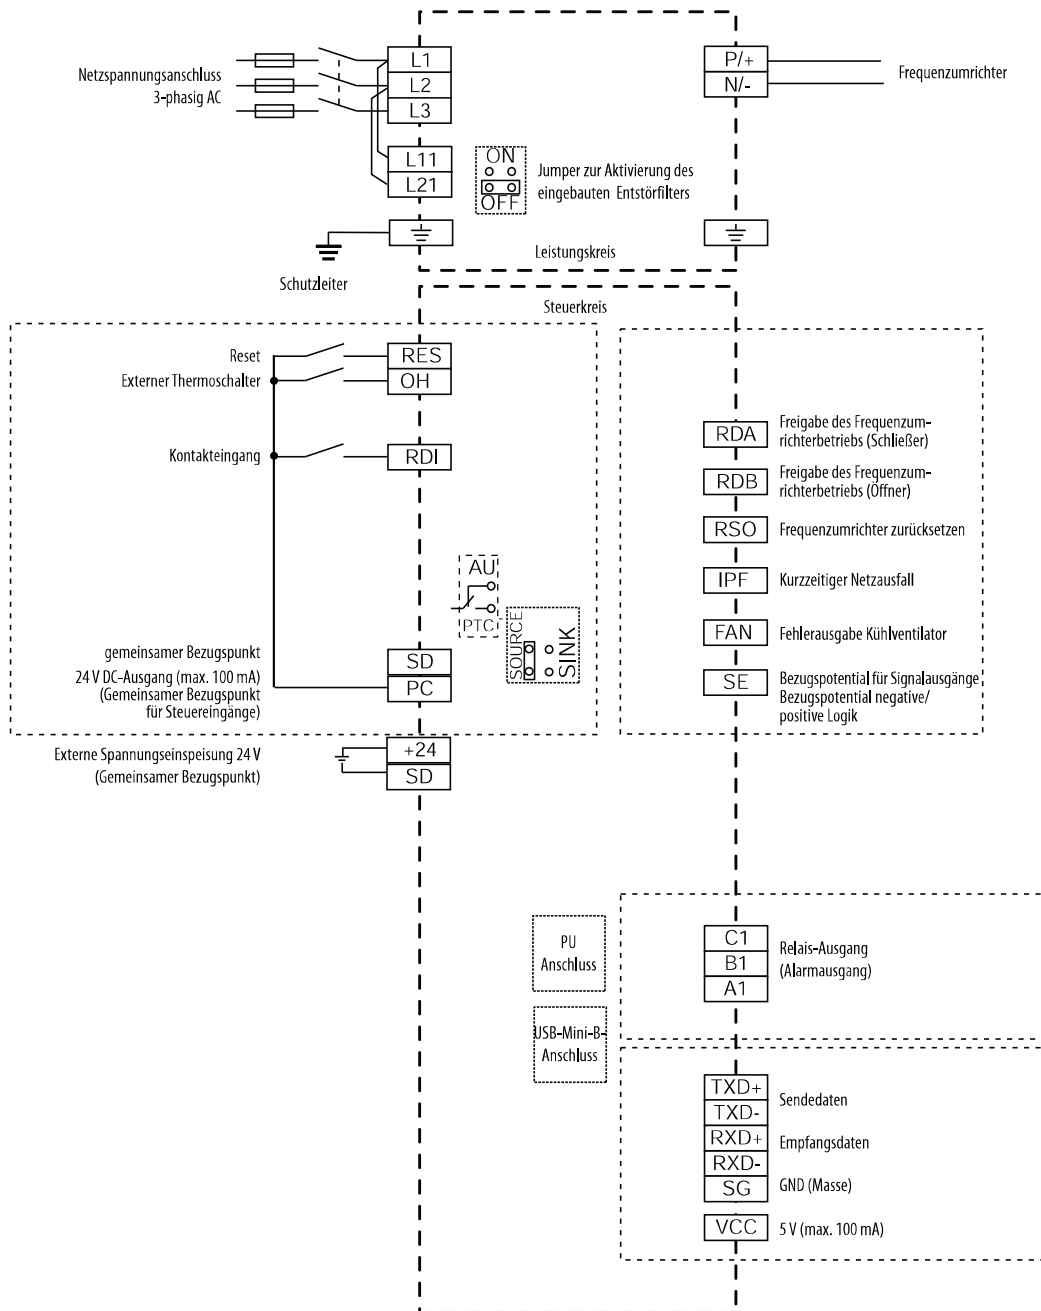 L1
P/+
Netzspannungsanschluss
3-phasig AC
L2
N/-
Frequenzumrichter
L3
L11
L21
ON
OFF
Jumper zur Aktivierung des
eingebauten Entstörfilters
Leistungskreis
Schutzleiter
Steuerkreis
Reset
RES
Externer Thermoschalter
OH
Kontakteingang
RDI
RDA
Freigabe des Frequenzum-
richterbetriebs (Schließer)
RDB
Freigabe des Frequenzum-
richterbetriebs (Öffner)
RSO
Frequenzumrichter zurücksetzen
AU
PTC
IPF
Kurzzeitiger Netzausfall
SOURCE
SINK
FAN
Fehlerausgabe Kühlventilator
gemeinsamer Bezugspunkt
SD
24 V DC-Ausgang (max. 100 mA)
(Gemeinsamer Bezugspunkt
für Steuereingänge)
PC
SE
Bezugspotential für Signalausgänge
Bezugspotential negative/
positive Logik
Externe Spannungseinspeisung 24 V
(Gemeinsamer Bezugspunkt)
+24
SD
PU
Anschluss
C1
B1
A1
Relais-Ausgang
(Alarmausgang)
USB-Mini-B-
Anschluss
TXD+
TXD-
Sendedaten
RXD+
RXD-
Empfangsdaten
SG
GND (Masse)
VCC
5 V (max. 100 mA)